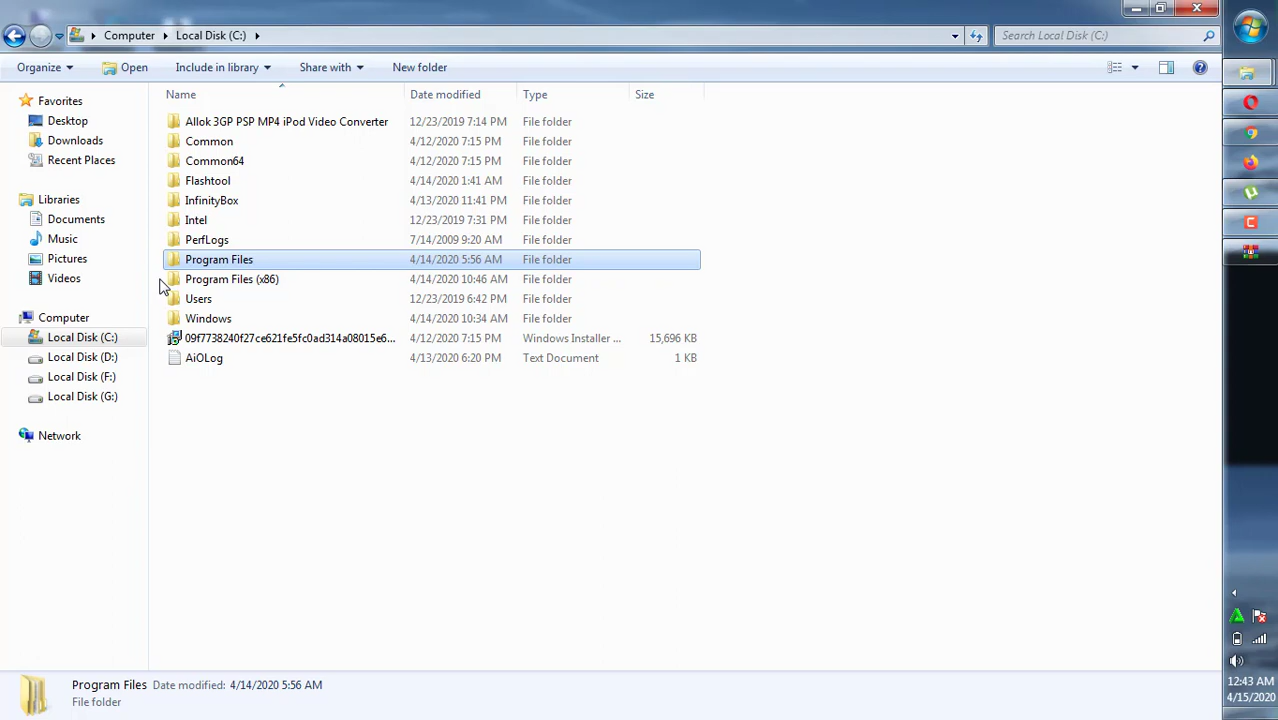 Computer Local Disk (C:) Search Local Disk (C:)
Organize Open Include in library Share with New folder
Name Date modified Type Size
Favorites
Desktop
Downloads
Recent Places
Libraries
Documents
Music
Pictures
Videos
Computer
Local Disk (C:)
Local Disk (D:)
Local Disk (F:)
Local Disk (G:)
Network
Allok 3GP PSP MP4 iPod Video Converter 12/23/2019 7:14 PM File folder
Common 4/12/2020 7:15 PM File folder
Common64 4/12/2020 7:15 PM File folder
Flashtool 4/14/2020 1:41 AM File folder
InfinityBox 4/13/2020 11:41 PM File folder
Intel 12/23/2019 7:31 PM File folder
PerfLogs 7/14/2009 9:20 AM File folder
Program Files 4/14/2020 5:56 AM File folder
Program Files (x86) 4/14/2020 10:46 AM File folder
Users 12/23/2019 6:42 PM File folder
Windows 4/14/2020 10:34 AM File folder
09f7738240f27ce621fe5fc0ad314a08015e6... 4/12/2020 7:15 PM Windows Installer ... 15,696 KB
AiOLog 4/13/2020 6:20 PM Text Document 1 KB
Program Files Date modified: 4/14/2020 5:56 AM
File folder
12:43 AM
4/15/2020